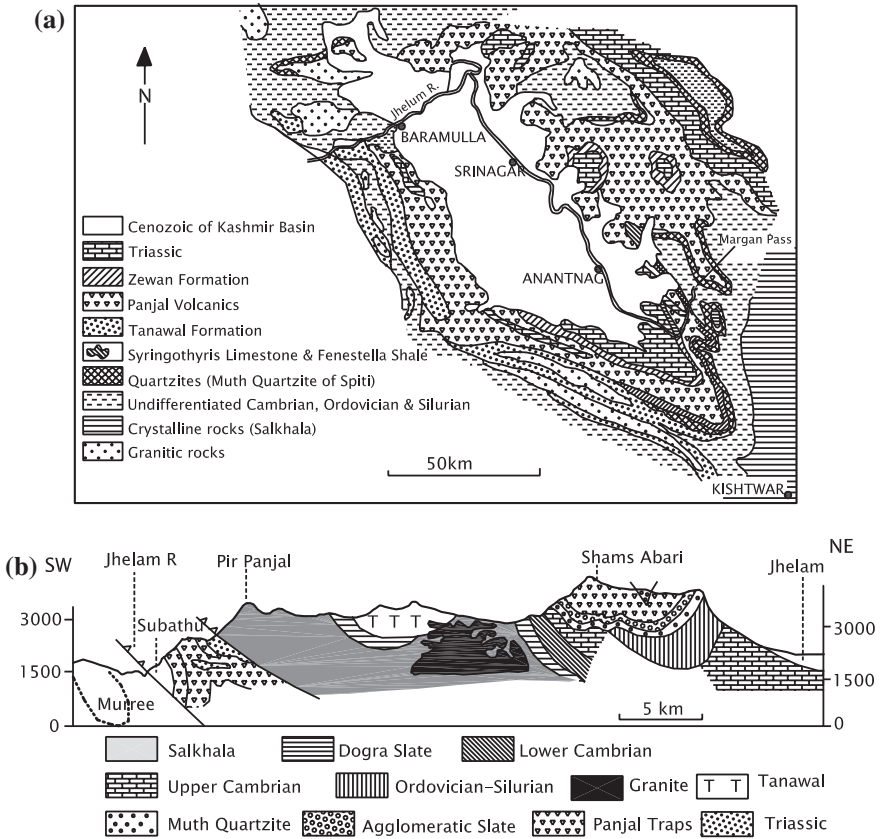 (a)
N
Jhelum R.
BARAMULLA
SRINAGAR
Margan Pass
ANANTNAG
Cenozoic of Kashmir Basin
Triassic
Zewan Formation
Panjal Volcanics
Tanawal Formation
Syringothyris Limestone & Fenestella Shale
Quartzites (Muth Quartzite of Spiti)
Undifferentiated Cambrian, Ordovician & Silurian
Crystalline rocks (Salkhala)
Granitic rocks
50km
KISHTWAR
(b) SW NE
Jhelam R Pir Panjal Shams Abari Jhelam
Subathu
3000 3000
1500 1500
Murree
0 0
T T T
5 km
Salkhala Dogra Slate Lower Cambrian
Upper Cambrian Ordovician-Silurian Granite T T Tanawal
Muth Quartzite Agglomeratic Slate Panjal Traps Triassic